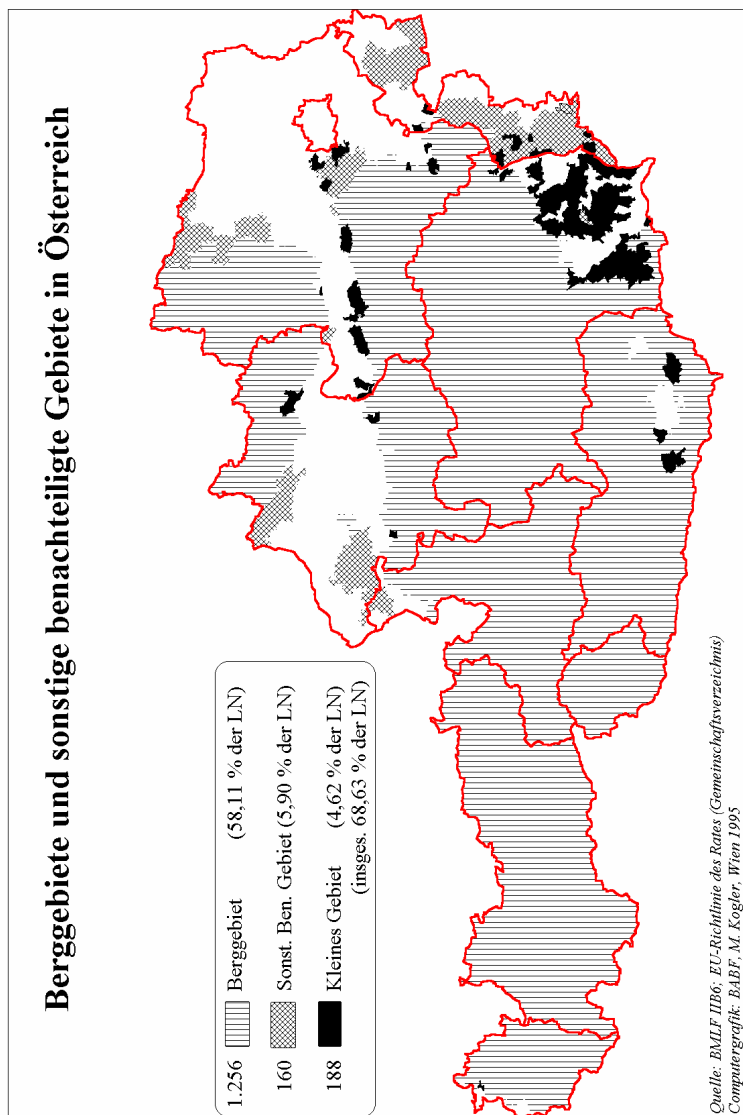 Berggebiete und sonstige benachteiligte Gebiete in Österreich
1.256 Berggebiet (58,11 % der LN)
160 Sonst. Ben. Gebiet (5,90 % der LN)
188 Kleines Gebiet (4,62 % der LN)
(insges. 68,63 % der LN)
Quelle: BMLF IIB6; EU-Richtlinie des Rates (Gemeinschaftsverzeichnis)
Computergrafik: BABF, M. Kogler, Wien 1995